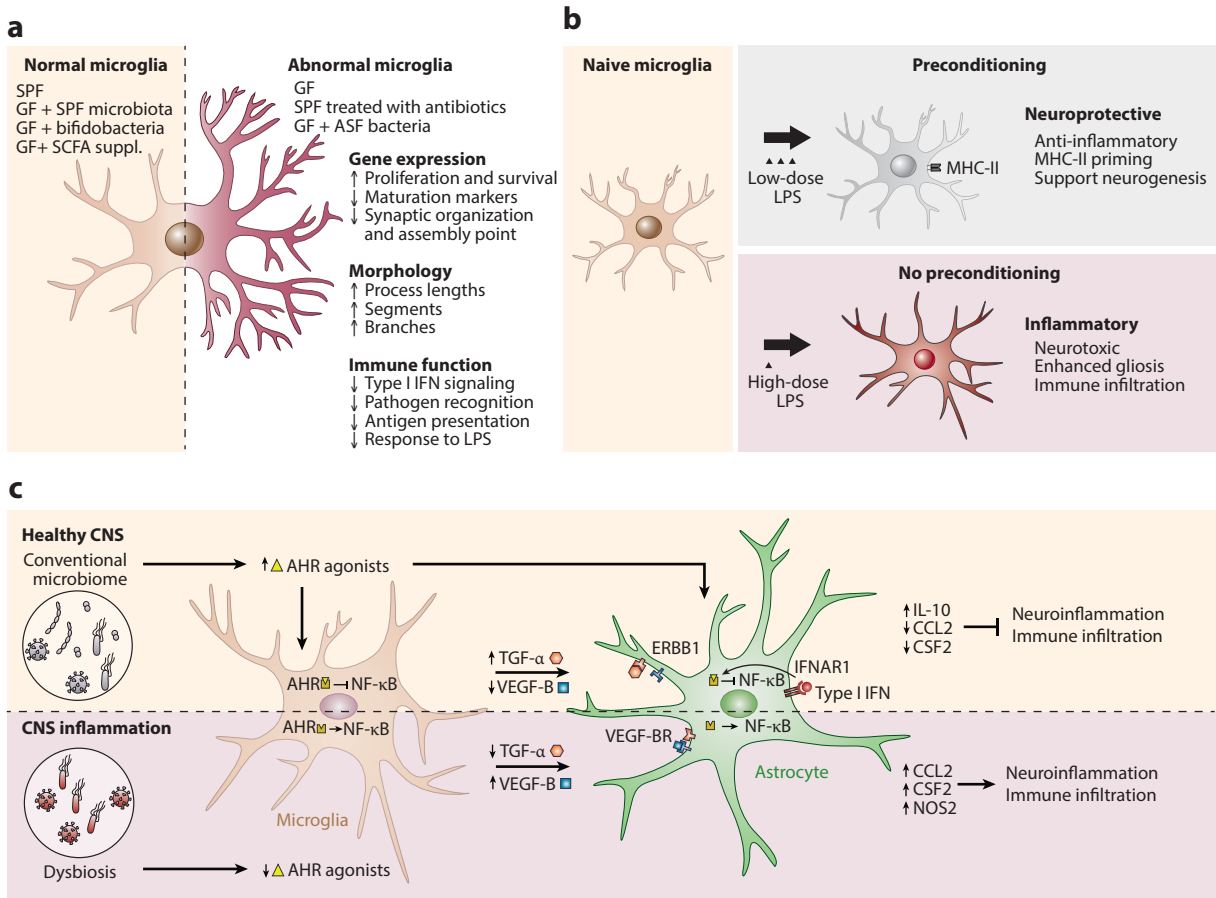 a
Normal microglia
SPF
GF + SPF microbiota
GF + bifidobacteria
GF+ SCFA suppl.
Abnormal microglia
GF
SPF treated with antibiotics
GF + ASF bacteria
Gene expression
↑ Proliferation and survival
↓ Maturation markers
↓ Synaptic organization
and assembly point
Morphology
↑ Process lengths
↑ Segments
↑ Branches
Immune function
↓ Type I IFN signaling
↓ Pathogen recognition
↓ Antigen presentation
↓ Response to LPS
b
Naive microglia
Preconditioning
Low-dose
LPS
MHC-II
Neuroprotective
Anti-inflammatory
MHC-II priming
Support neurogenesis
No preconditioning
High-dose
LPS
Inflammatory
Neurotoxic
Enhanced gliosis
Immune infiltration
c
Healthy CNS
Conventional
microbiome
↑ AHR agonists
AHR NF-κB
↑ TGF-α
↓ VEGF-B
ERBB1
NF-κB
IFNAR1
Type I IFN
↑ IL-10
↓ CCL2
↓ CSF2
Neuroinflammation
Immune infiltration
CNS inflammation
AHR → NF-κB
↓ TGF-α
↑ VEGF-B
VEGF-BR
→ NF-κB
Astrocyte
Microglia
↑ CCL2
↑ CSF2
↑ NOS2
Neuroinflammation
Immune infiltration
Dysbiosis
↓ AHR agonists